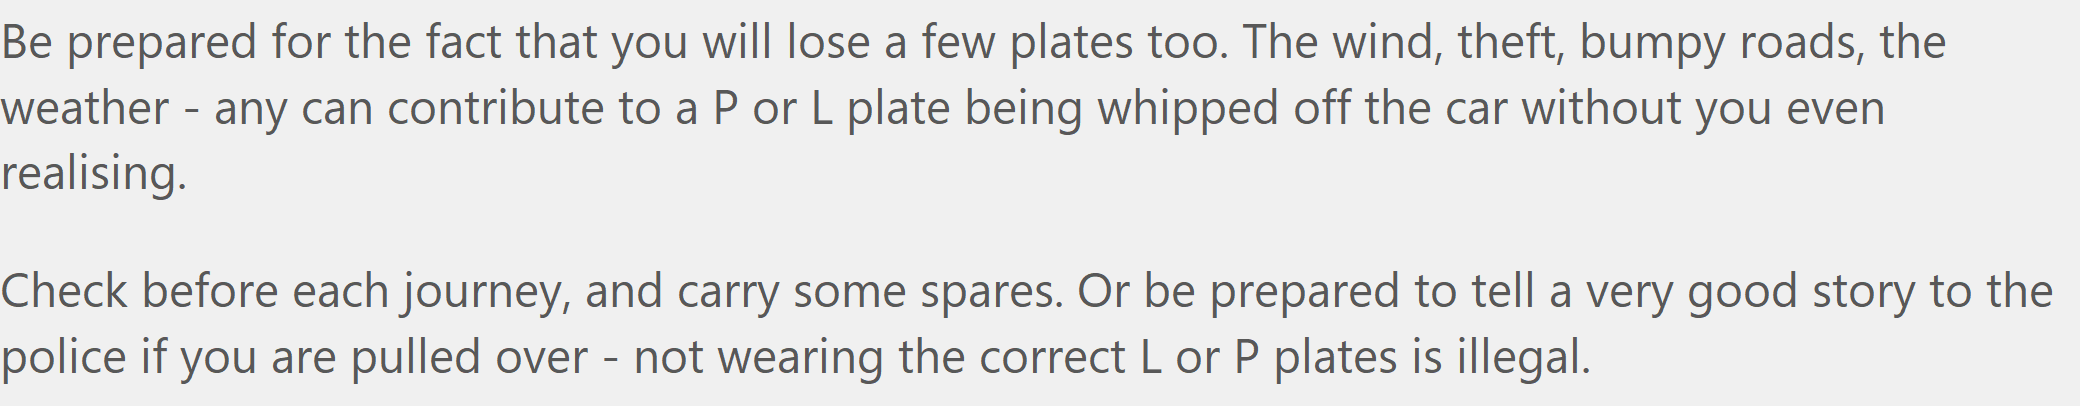 Be prepared for the fact that you will lose a few plates too. The wind, theft, bumpy roads, the
weather - any can contribute to a P or L plate being whipped off the car without you even
realising.
Check before each journey, and carry some spares. Or be prepared to tell a very good story to the
police if you are pulled over - not wearing the correct L or P plates is illegal.